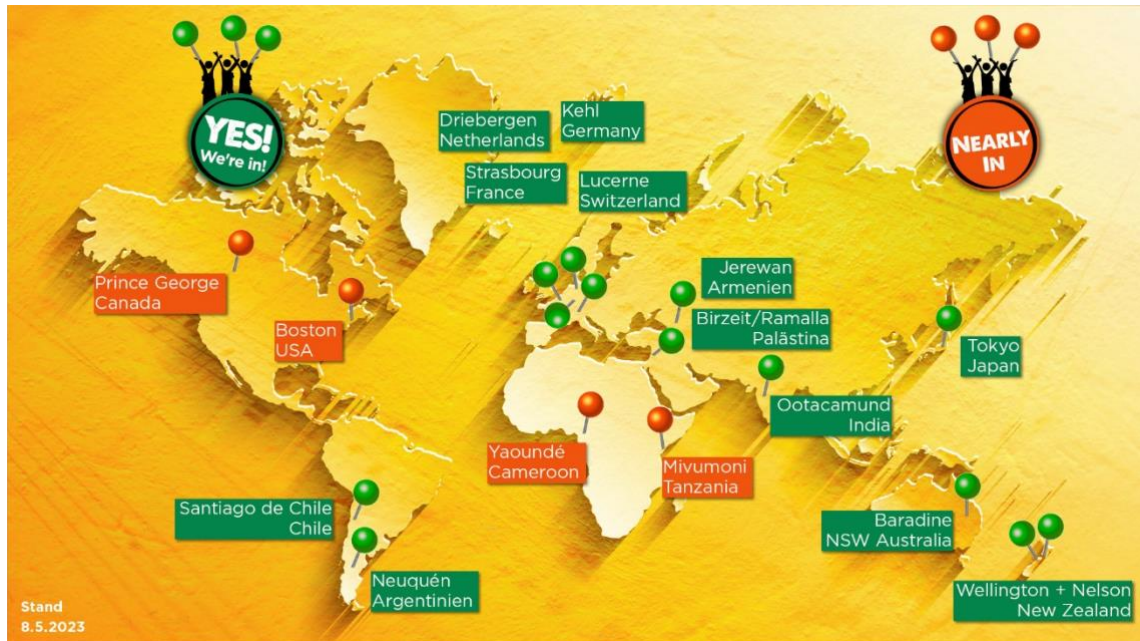 YES!
We're in!
NEARLY
IN
Driebergen
Netherlands
Kehl
Germany
Strasbourg
France
Lucerne
Switzerland
Prince George
Canada
Boston
USA
Jerewan
Armenien
Birzeit/Ramalla
Palästina
Tokyo
Japan
Ootacamund
India
Yaoundé
Cameroon
Mivumoni
Tanzania
Santiago de Chile
Chile
Baradine
NSW Australia
Neuquén
Argentinien
Wellington + Nelson
New Zealand
Stand
8.5.2023